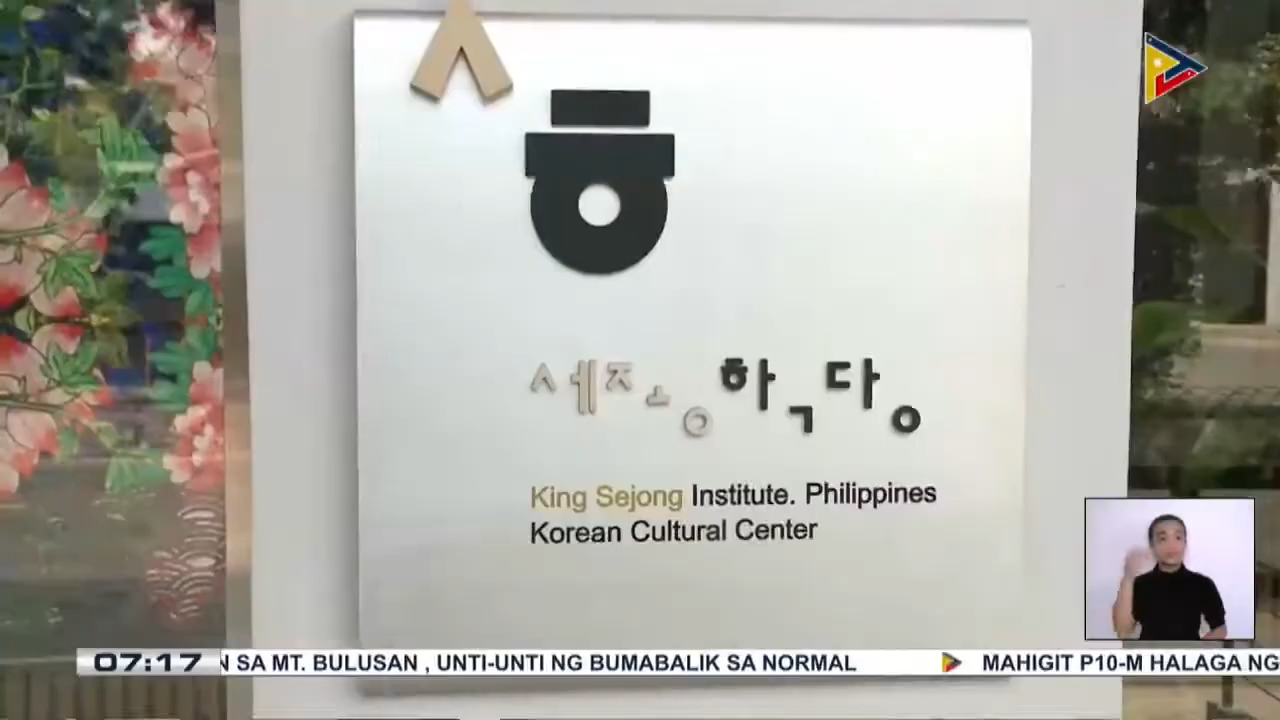 세종학당
King Sejong Institute. Philippines
Korean Cultural Center
07:17 N SA MT. BULUSAN , UNTI-UNTI NG BUMABALIK SA NORMAL MAHIGIT P10-M HALAGA NG